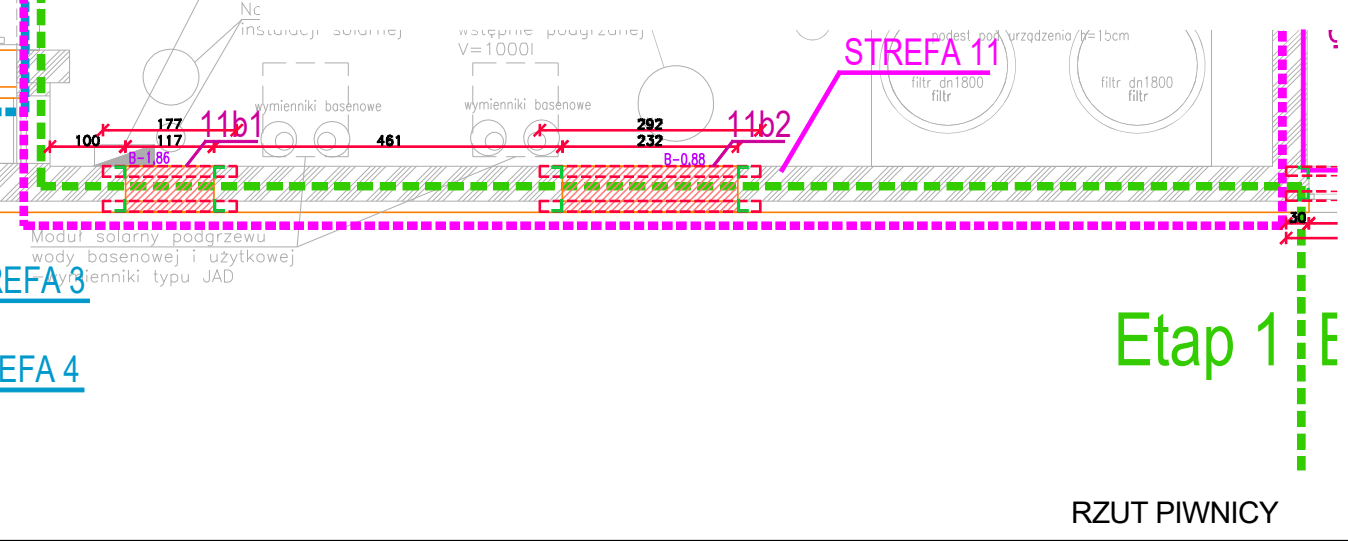 instalacji solarnej
wstępnie podgrzanej
V=1000l
podest pod urządzenia h=15cm
STREFA 11
filtr dn1800
filtr
filtr dn1800
filtr
wymienniki basenowe
wymienniki basenowe
177
11b1
292
11b2
100
117
461
232
B-1,86
B-0,88
30
Moduł solarny podgrzewu
wody basenowej i użytkowej
-wymienniki typu JAD
REFA 3
Etap 1
E
EFA 4
RZUT PIWNICY